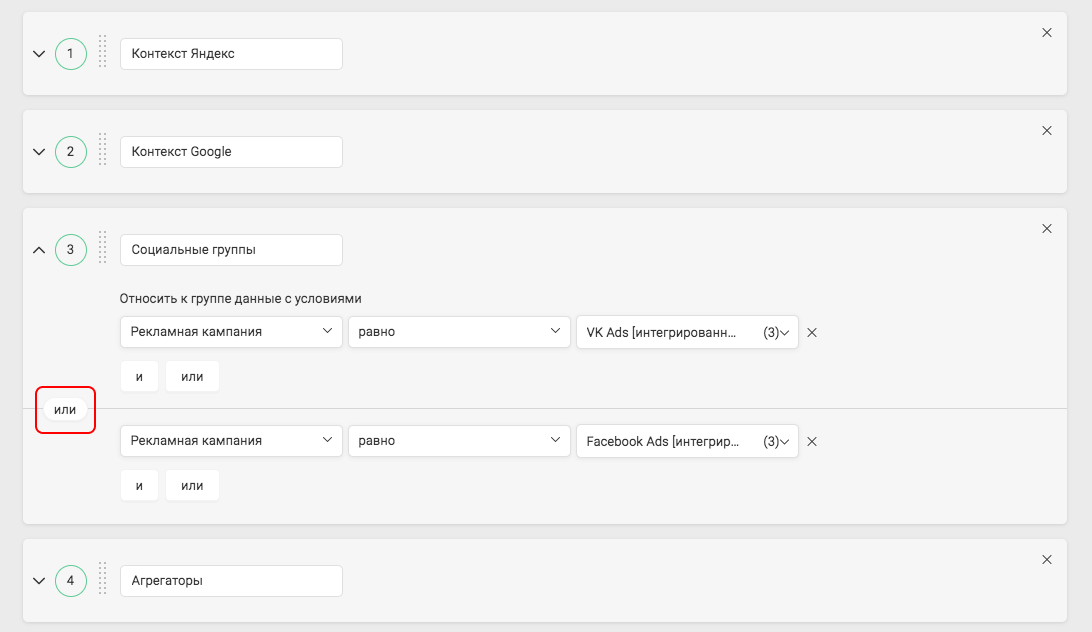 1 Контекст Яндекс
2 Контекст Google
3 Социальные группы
Относить к группе данные с условиями
Рекламная кампания равно VK Ads [интегрированн... (3)
и или
или
Рекламная кампания равно Facebook Ads [интегрир... (3)
и или
4 Агрегаторы